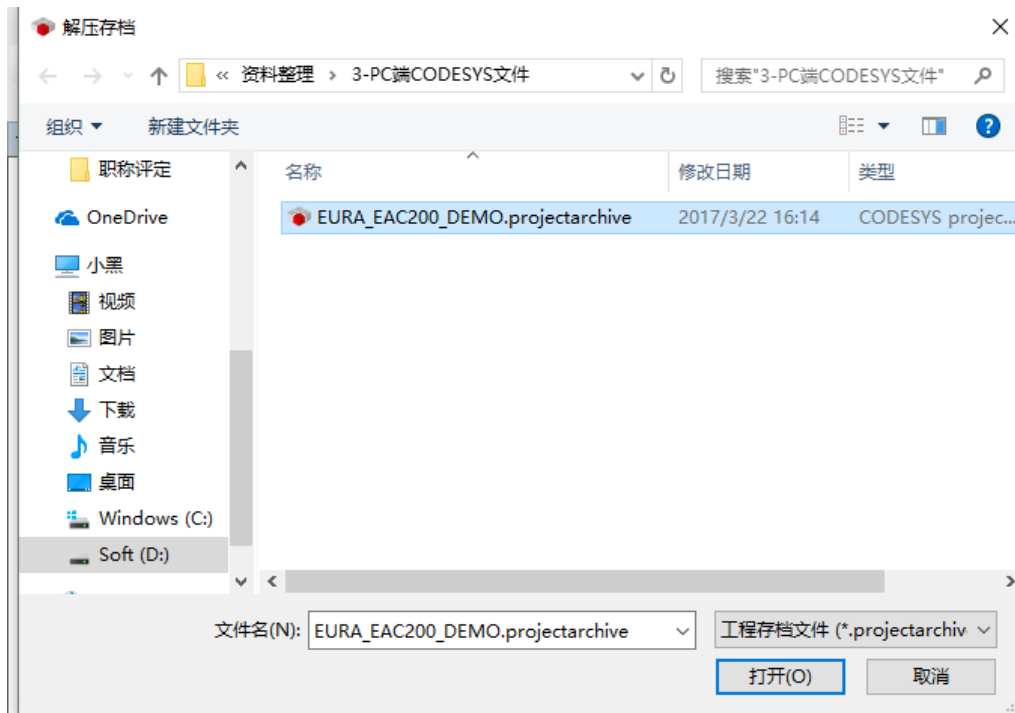 解压存档
« 资料整理 › 3-PC端CODESYS文件
搜索"3-PC端CODESYS文件"
组织
新建文件夹
职称评定
OneDrive
小黑
视频
图片
文档
下载
音乐
桌面
Windows (C:)
Soft (D:)
名称 修改日期 类型
EURA_EAC200_DEMO.projectarchive 2017/3/22 16:14 CODESYS projec...
文件名(N): EURA_EAC200_DEMO.projectarchive 工程存档文件 (*.projectarchiv
打开(O) 取消